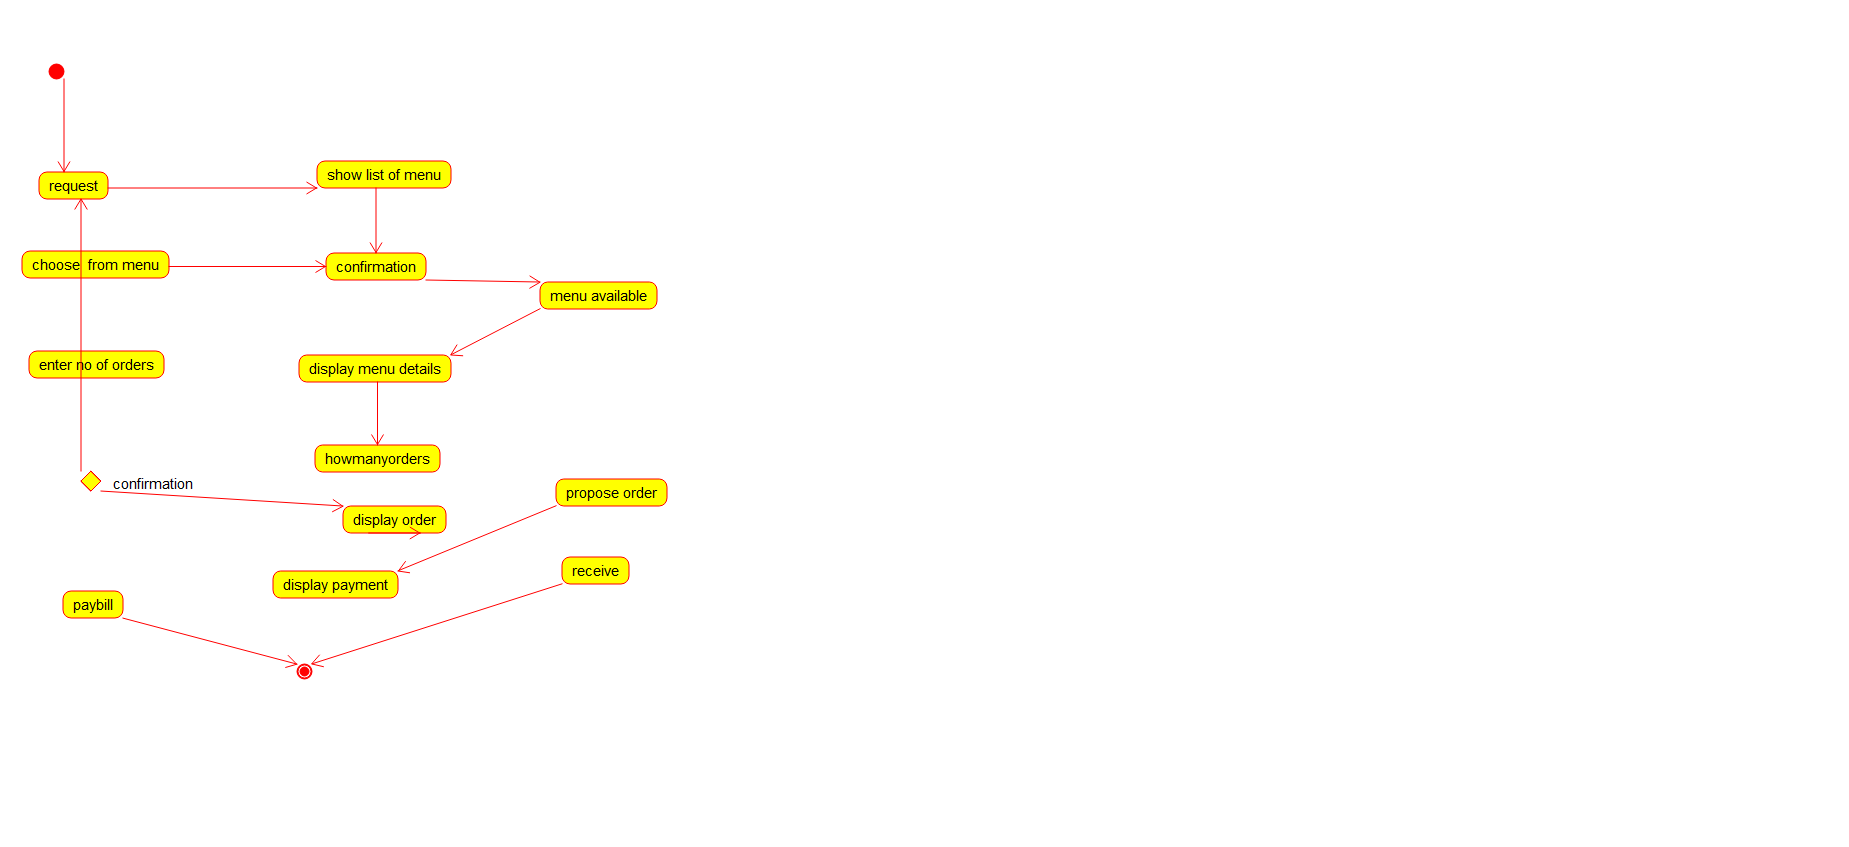 request
show list of menu
choose from menu
confirmation
menu available
enter no of orders
display menu details
howmanyorders
confirmation
propose order
display order
receive
display payment
paybill